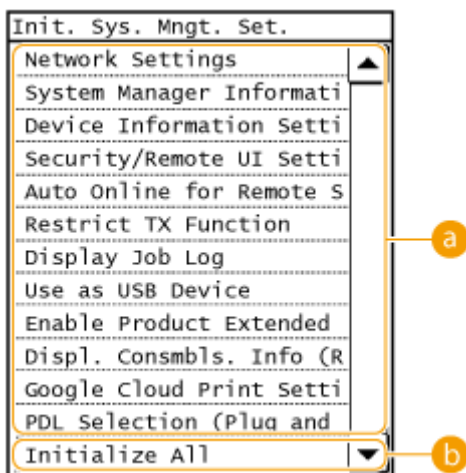 Init. Sys. Mngt. Set.
Network Settings
System Manager Informati
Device Information Setti
Security/Remote UI Setti
Auto Online for Remote S
Restrict TX Function
Display Job Log
Use as USB Device
Enable Product Extended
Displ. Consmbls. Info (R
Google Cloud Print Setti
PDL Selection (Plug and
Initialize All
a
b